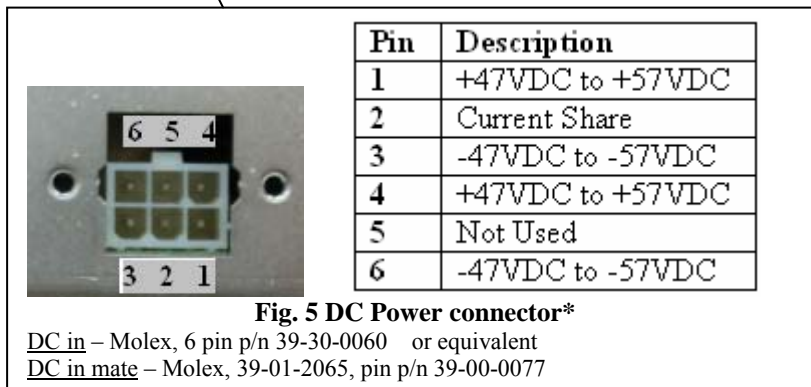 6 5 4
3 2 1
Pin Description
1 +47VDC to +57VDC
2 Current Share
3 -47VDC to -57VDC
4 +47VDC to +57VDC
5 Not Used
6 -47VDC to -57VDC
Fig. 5 DC Power connector*
DC in – Molex, 6 pin p/n 39-30-0060 or equivalent
DC in mate – Molex, 39-01-2065, pin p/n 39-00-0077